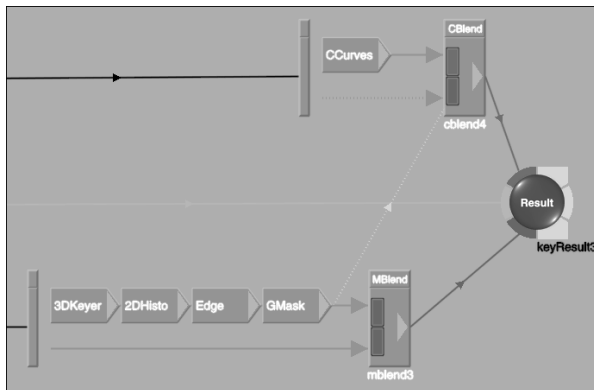 CBlend
CCurves
cblend4
Result
keyResult3
MBlend
3DKeyer
2DHisto
Edge
GMask
mblend3